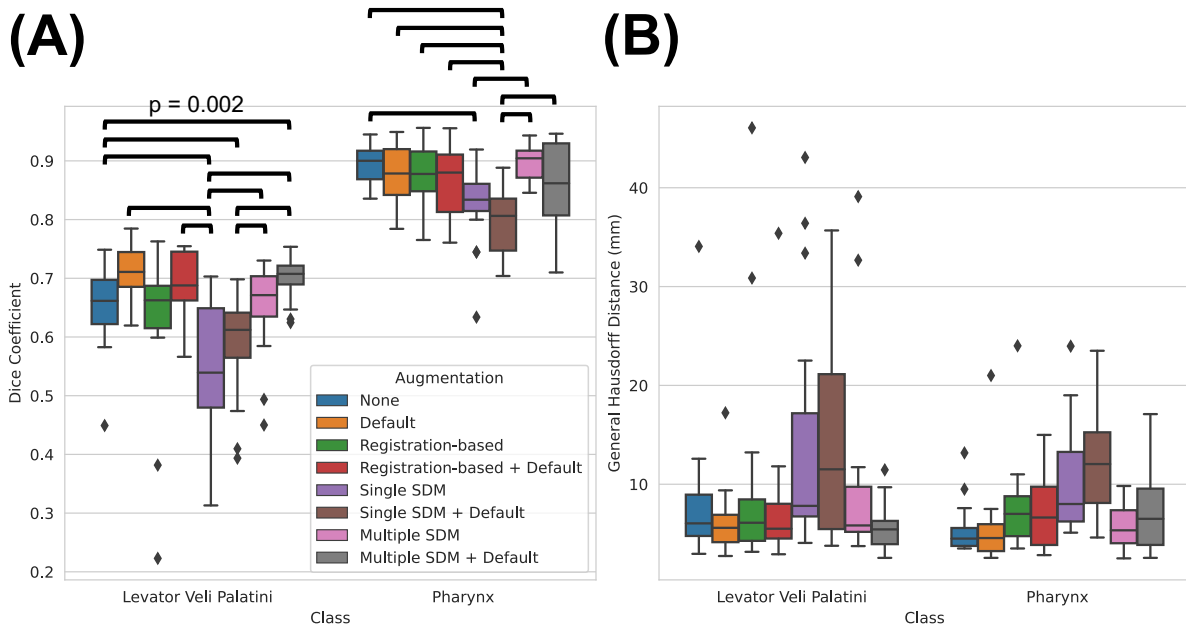 (A)
(B)
p = 0.002
Dice Coefficient
0.9
0.8
0.7
0.6
0.5
0.4
0.3
0.2
Augmentation
None
Default
Registration-based
Registration-based + Default
Single SDM
Single SDM + Default
Multiple SDM
Multiple SDM + Default
Levator Veli Palatini
Pharynx
Class
General Hausdorff Distance (mm)
40
30
20
10
Levator Veli Palatini
Pharynx
Class